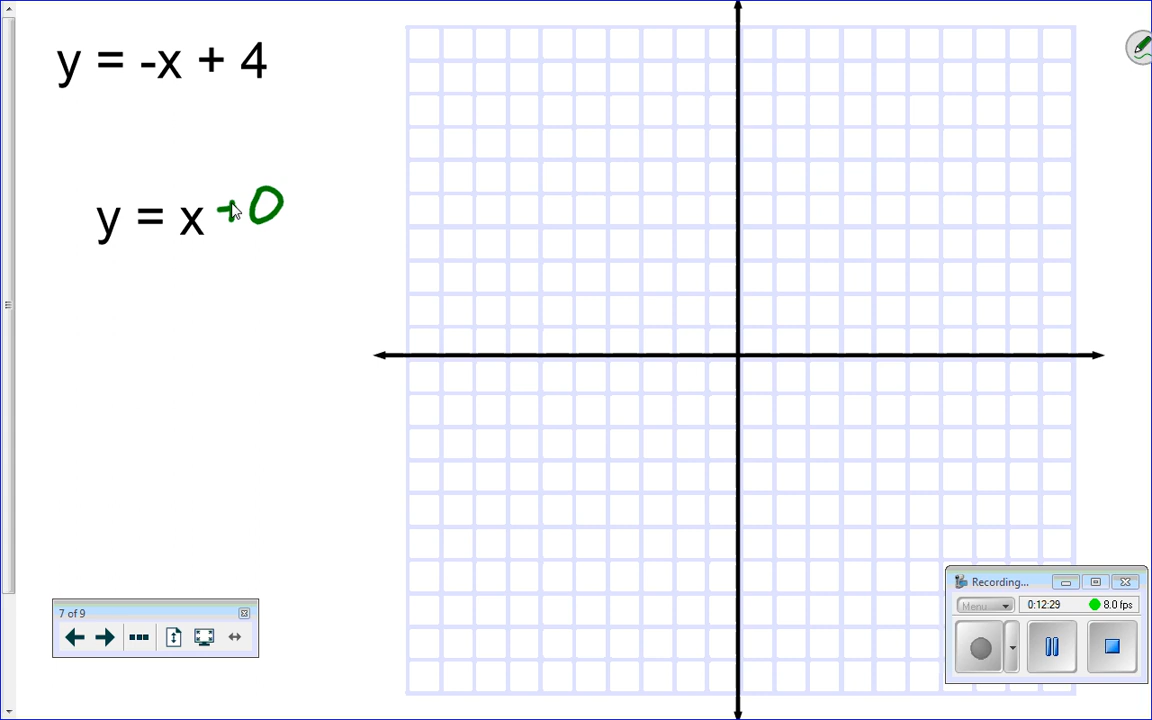 y = -x + 4
y = x + 0
7 of 9
Recording...
Menu
0:12:29
8.0 fps